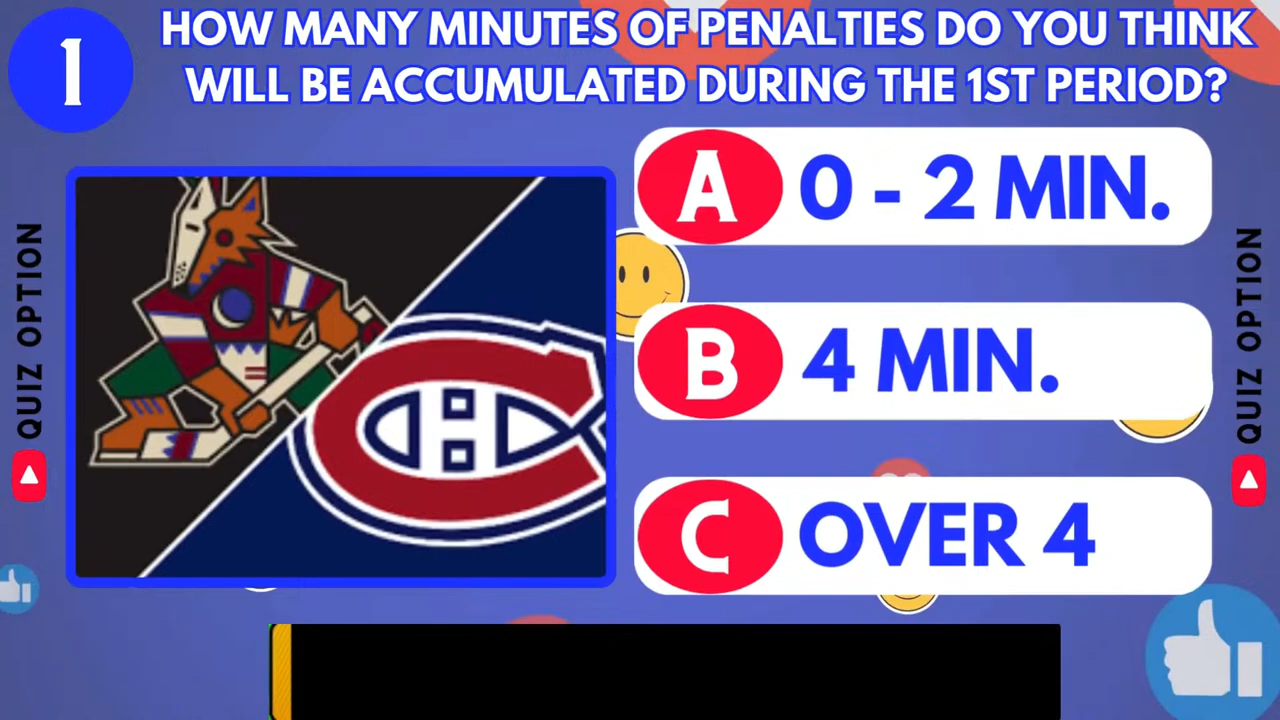 1
HOW MANY MINUTES OF PENALTIES DO YOU THINK
WILL BE ACCUMULATED DURING THE 1ST PERIOD?
QUIZ OPTION
A 0 - 2 MIN.
B 4 MIN.
C OVER 4
QUIZ OPTION